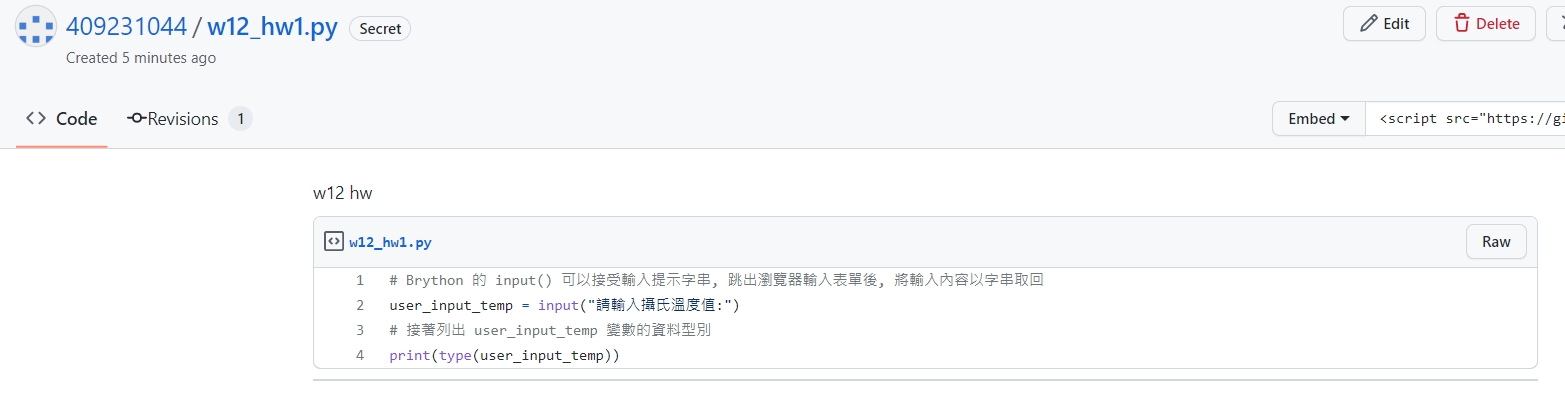 409231044 / w12_hw1.py Secret
Edit
Delete
Created 5 minutes ago
Code
Revisions 1
Embed
<script src="https://gi
w12 hw
w12_hw1.py
Raw
1 # Brython 的 input() 可以接受輸入提示字串, 跳出瀏覽器輸入表單後, 將輸入內容以字串取回
2 user_input_temp = input("請輸入攝氏溫度值:")
3 # 接著列出 user_input_temp 變數的資料型別
4 print(type(user_input_temp))